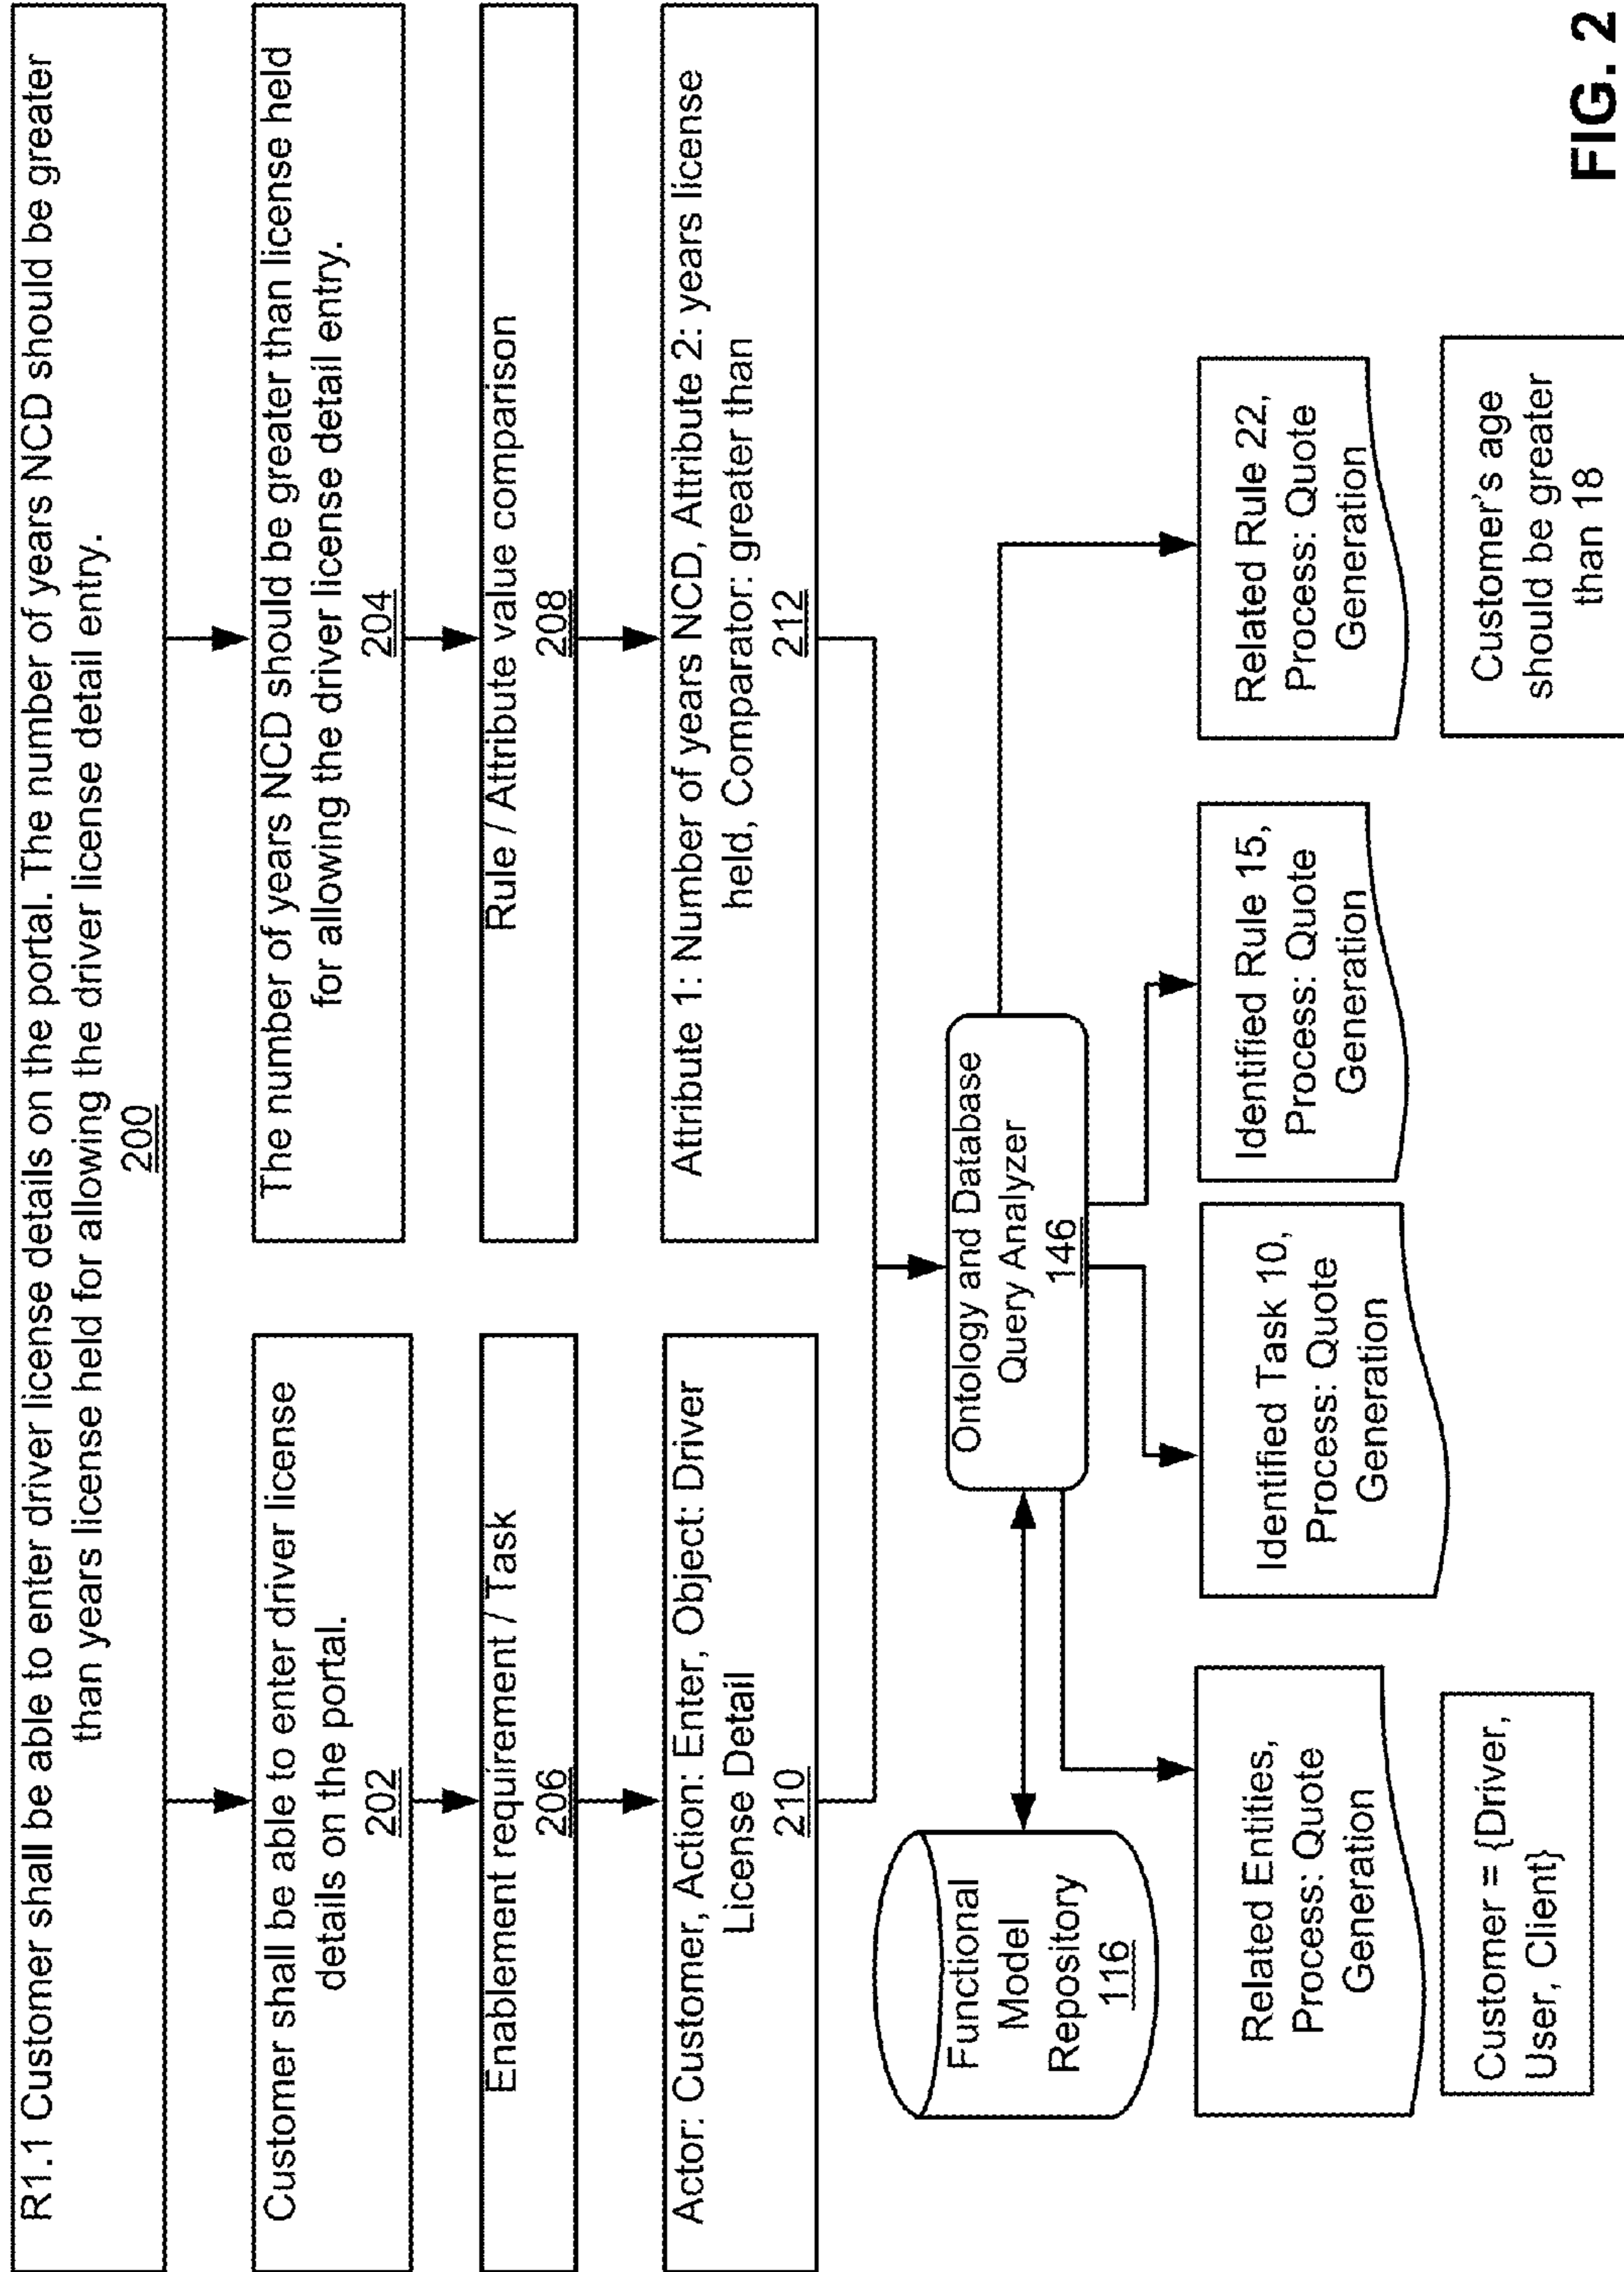 R1.1 Customer shall be able to enter driver license details on the portal. The number of years NCD should be greater
than years license held for allowing the driver license detail entry.
200
Customer shall be able to enter driver license
details on the portal.
202
The number of years NCD should be greater than license held
for allowing the driver license detail entry.
204
Enablement requirement / Task
206
Rule / Attribute value comparison
208
Actor: Customer, Action: Enter, Object: Driver
License Detail
210
Attribute 1: Number of years NCD, Attribute 2: years license
held, Comparator: greater than
212
Functional
Model
Repository
116
Ontology and Database
Query Analyzer
146
Related Entities,
Process: Quote
Generation
Identified Task 10,
Process: Quote
Generation
Identified Rule 15,
Process: Quote
Generation
Related Rule 22,
Process: Quote
Generation
Customer = {Driver,
User, Client}
Customer's age
should be greater
than 18
FIG. 2